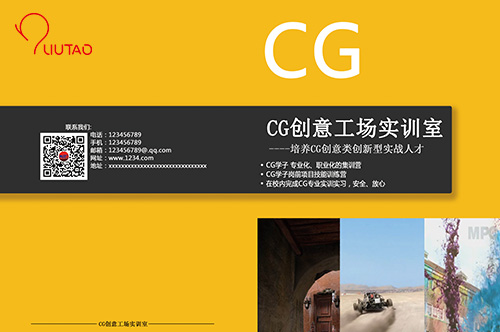 LIUTAO
CG
联系我们:
电话：123456789
手机：123456789
邮箱：123456789@.qq.com
网址：www.1234.com
地址：xxxxxxxxxxxxxxxxxxxxxxxxxxxxxxxx
CG创意工场实训室
----培养CG创意类创新型实战人才
• CG学子 专业化、职业化的集训营
• CG学子岗前项目技能训练营
• 在校内完成CG专业实训实习，安全、放心
MPC
CG创意工场实训室